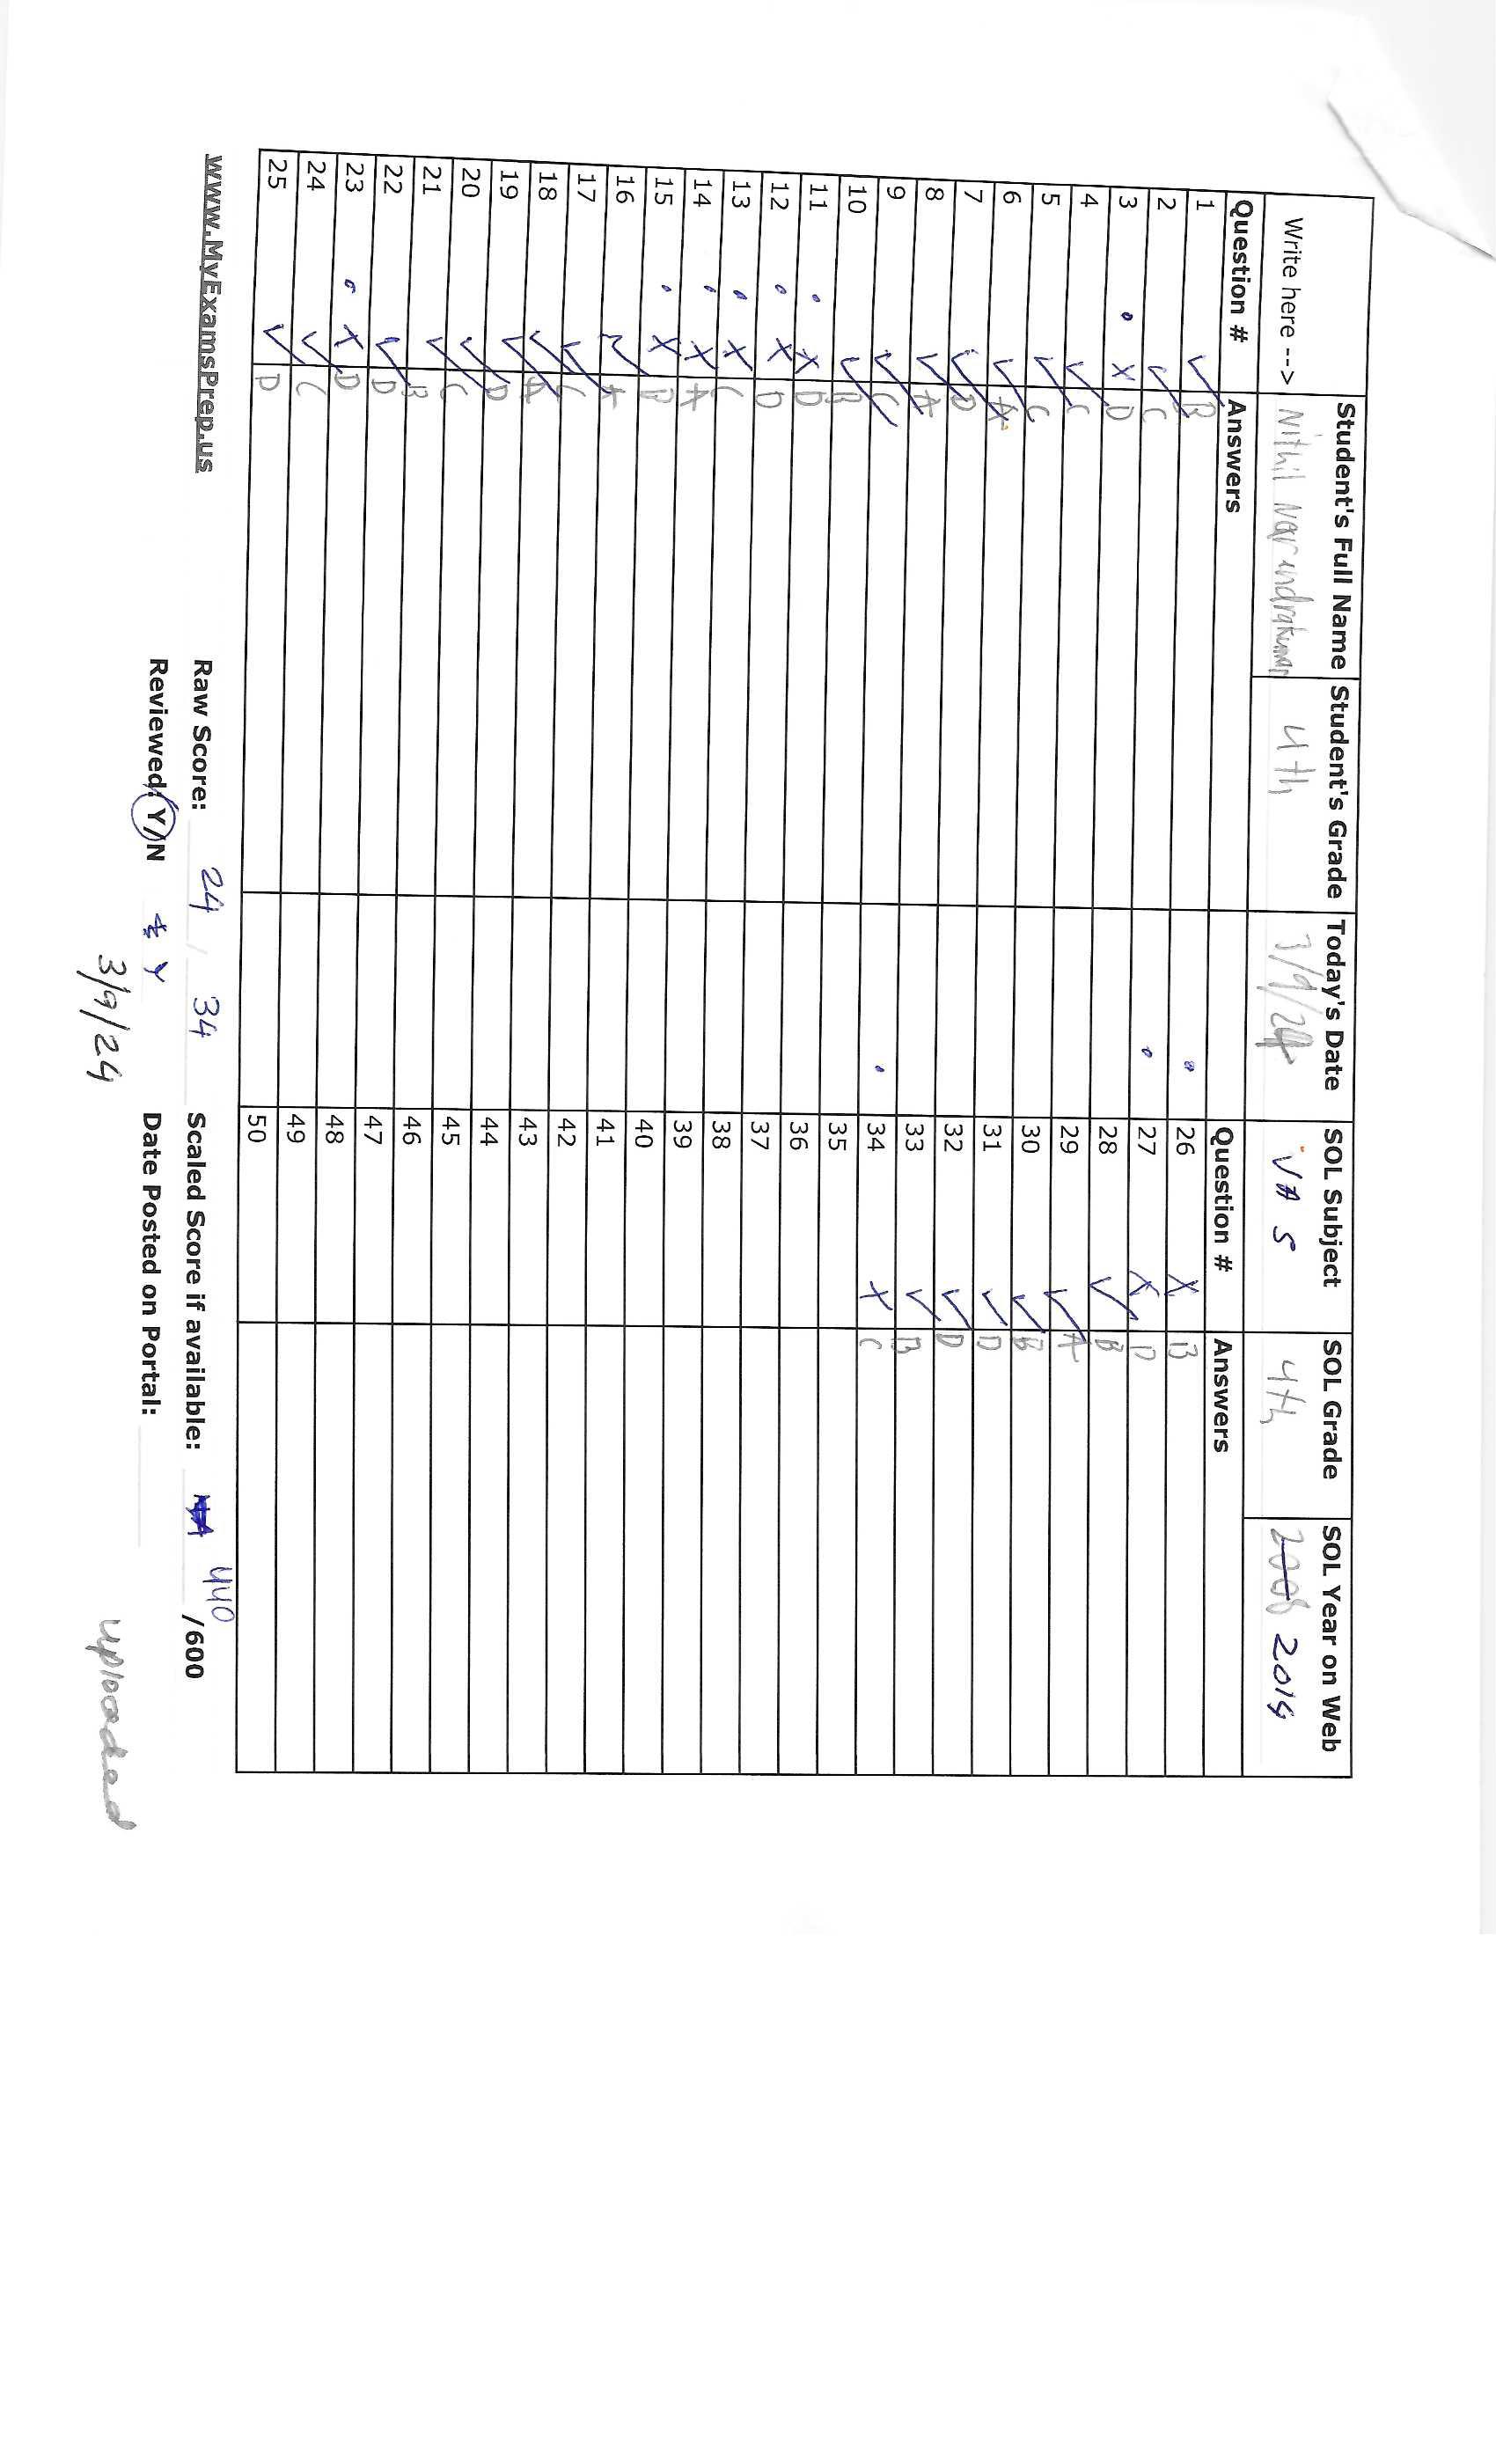 Student's Full Name Student's Grade Today's Date SOL Subject SOL Grade SOL Year on Web
Write here ---> Nithil Narandrakumar 4th 3/9/24 VA S 4th 2008 2014
Question # Answers Question # Answers
1 ✓ B 26 X B
2 ✓ C 27 X D
3 X D 28 ✓ B
4 ✓ C 29 ✓ A
5 ✓ C 30 ✓ B
6 ✓ A 31 ✓ D
7 ✓ D 32 ✓ D
8 ✓ A 33 ✓ B
9 ✓ C 34 X C
10 ✓ B 35
11 X D 36
12 X D 37
13 X C 38
14 X A 39
15 X B 40
16 ✓ A 41
17 ✓ C 42
18 ✓ A 43
19 ✓ D 44
20 ✓ C 45
21 ✓ B 46
22 ✓ D 47
23 X D 48
24 ✓ C 49
25 ✓ D 50
www.MyExamsPrep.us Raw Score: 24 / 34 Scaled Score if available: 440 /600
Reviewed: Y/N Y Date Posted on Portal:
3/9/24 uploaded